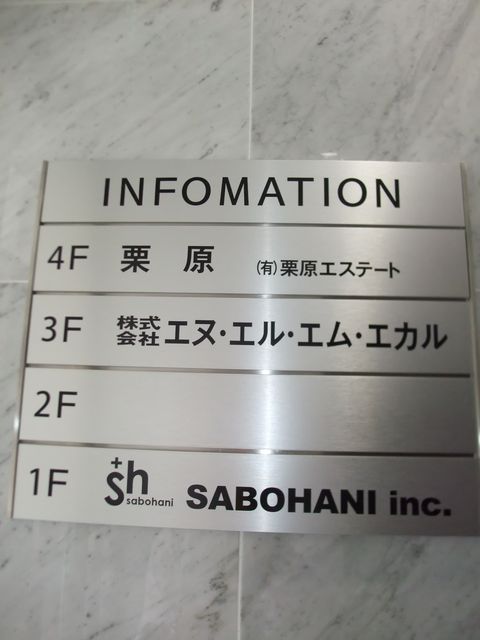 INFOMATION
4F 栗原 (有)栗原エステート
3F 株式会社 エヌ・エル・エム・エカル
2F
1F +sh sabohani SABOHANI inc.